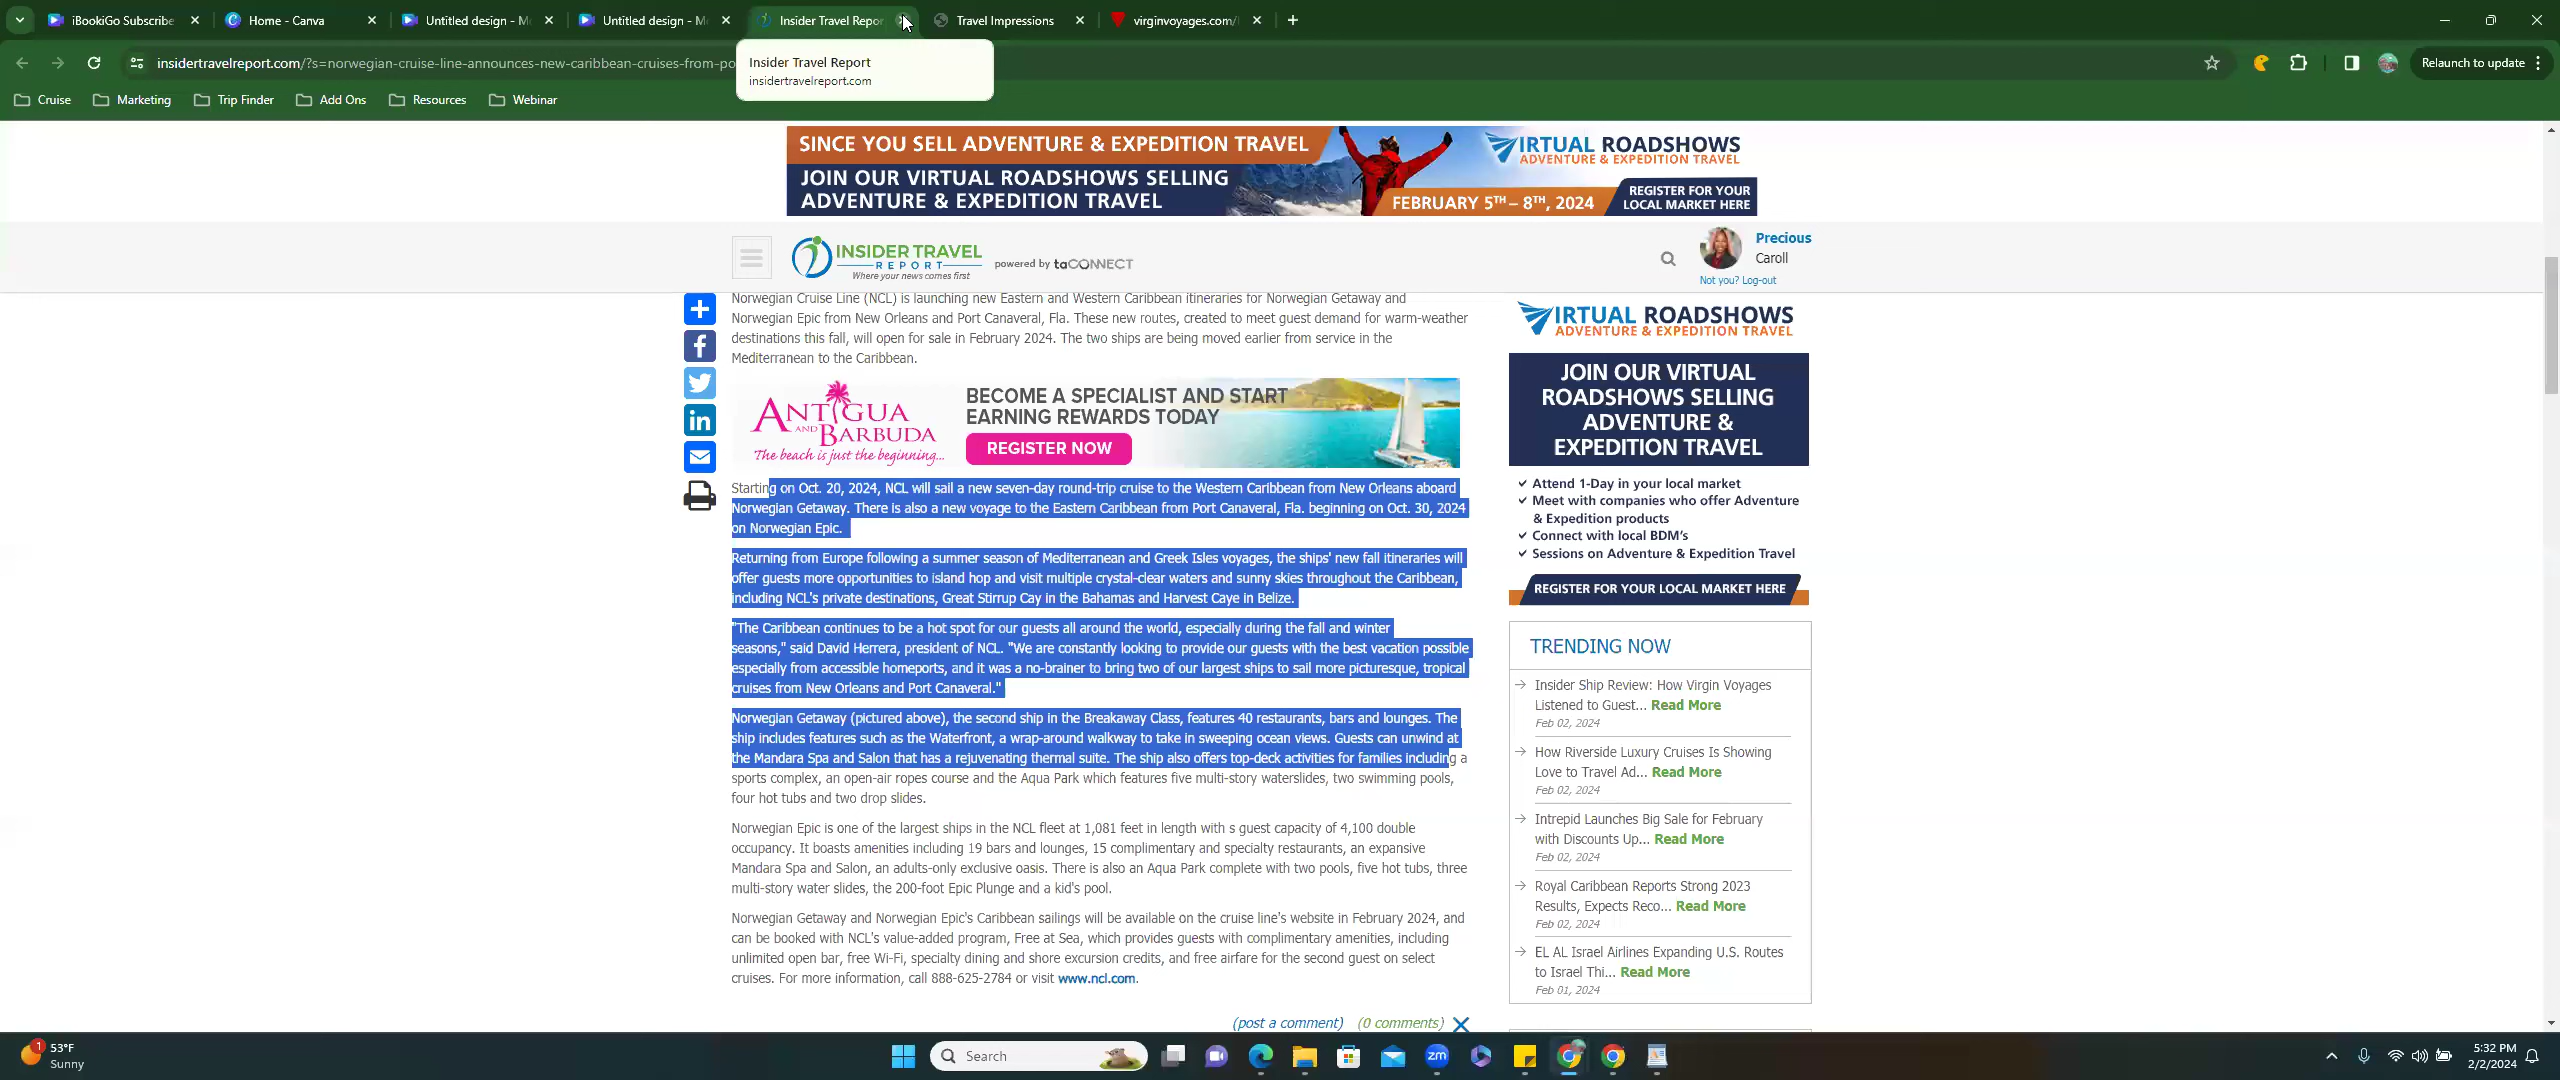 iBookiGo Subscribe
Home - Canva
Untitled design - M
Untitled design - M
Insider Travel Repor
Travel Impressions
virginvoyages.com/
insidertravelreport.com/?s=norwegian-cruise-line-announces-new-caribbean-cruises-from-po
Insider Travel Report
insidertravelreport.com
Relaunch to update
Cruise
Marketing
Trip Finder
Add Ons
Resources
Webinar
SINCE YOU SELL ADVENTURE & EXPEDITION TRAVEL
JOIN OUR VIRTUAL ROADSHOWS SELLING
ADVENTURE & EXPEDITION TRAVEL
VIRTUAL ROADSHOWS
ADVENTURE & EXPEDITION TRAVEL
FEBRUARY 5TH – 8TH, 2024
REGISTER FOR YOUR
LOCAL MARKET HERE
INSIDER TRAVEL
REPORT
Where your news comes first
powered by taCONNECT
Precious
Caroll
Not you? Log-out
Norwegian Cruise Line (NCL) is launching new Eastern and Western Caribbean itineraries for Norwegian Getaway and
Norwegian Epic from New Orleans and Port Canaveral, Fla. These new routes, created to meet guest demand for warm-weather
destinations this fall, will open for sale in February 2024. The two ships are being moved earlier from service in the
Mediterranean to the Caribbean.
ANTIGUA
AND BARBUDA
The beach is just the beginning...
BECOME A SPECIALIST AND START
EARNING REWARDS TODAY
REGISTER NOW
Starting on Oct. 20, 2024, NCL will sail a new seven-day round-trip cruise to the Western Caribbean from New Orleans aboard
Norwegian Getaway. There is also a new voyage to the Eastern Caribbean from Port Canaveral, Fla. beginning on Oct. 30, 2024
on Norwegian Epic.
Returning from Europe following a summer season of Mediterranean and Greek Isles voyages, the ships' new fall itineraries will
offer guests more opportunities to island hop and visit multiple crystal-clear waters and sunny skies throughout the Caribbean,
including NCL's private destinations, Great Stirrup Cay in the Bahamas and Harvest Caye in Belize.
"The Caribbean continues to be a hot spot for our guests all around the world, especially during the fall and winter
seasons," said David Herrera, president of NCL. "We are constantly looking to provide our guests with the best vacation possible
especially from accessible homeports, and it was a no-brainer to bring two of our largest ships to sail more picturesque, tropical
cruises from New Orleans and Port Canaveral."
Norwegian Getaway (pictured above), the second ship in the Breakaway Class, features 40 restaurants, bars and lounges. The
ship includes features such as the Waterfront, a wrap-around walkway to take in sweeping ocean views. Guests can unwind at
the Mandara Spa and Salon that has a rejuvenating thermal suite. The ship also offers top-deck activities for families including a
sports complex, an open-air ropes course and the Aqua Park which features five multi-story waterslides, two swimming pools,
four hot tubs and two drop slides.
Norwegian Epic is one of the largest ships in the NCL fleet at 1,081 feet in length with s guest capacity of 4,100 double
occupancy. It boasts amenities including 19 bars and lounges, 15 complimentary and specialty restaurants, an expansive
Mandara Spa and Salon, an adults-only exclusive oasis. There is also an Aqua Park complete with two pools, five hot tubs, three
multi-story water slides, the 200-foot Epic Plunge and a kid's pool.
Norwegian Getaway and Norwegian Epic's Caribbean sailings will be available on the cruise line's website in February 2024, and
can be booked with NCL's value-added program, Free at Sea, which provides guests with complimentary amenities, including
unlimited open bar, free Wi-Fi, specialty dining and shore excursion credits, and free airfare for the second guest on select
cruises. For more information, call 888-625-2784 or visit www.ncl.com.
(post a comment) (0 comments)
VIRTUAL ROADSHOWS
ADVENTURE & EXPEDITION TRAVEL
JOIN OUR VIRTUAL
ROADSHOWS SELLING
ADVENTURE &
EXPEDITION TRAVEL
Attend 1-Day in your local market
Meet with companies who offer Adventure
& Expedition products
Connect with local BDM's
Sessions on Adventure & Expedition Travel
REGISTER FOR YOUR LOCAL MARKET HERE
TRENDING NOW
Insider Ship Review: How Virgin Voyages
Listened to Guest... Read More
Feb 02, 2024
How Riverside Luxury Cruises Is Showing
Love to Travel Ad... Read More
Feb 02, 2024
Intrepid Launches Big Sale for February
with Discounts Up... Read More
Feb 02, 2024
Royal Caribbean Reports Strong 2023
Results, Expects Reco... Read More
Feb 02, 2024
EL AL Israel Airlines Expanding U.S. Routes
to Israel Thi... Read More
Feb 01, 2024
1
53°F
Sunny
Search
zm
5:32 PM
2/2/2024